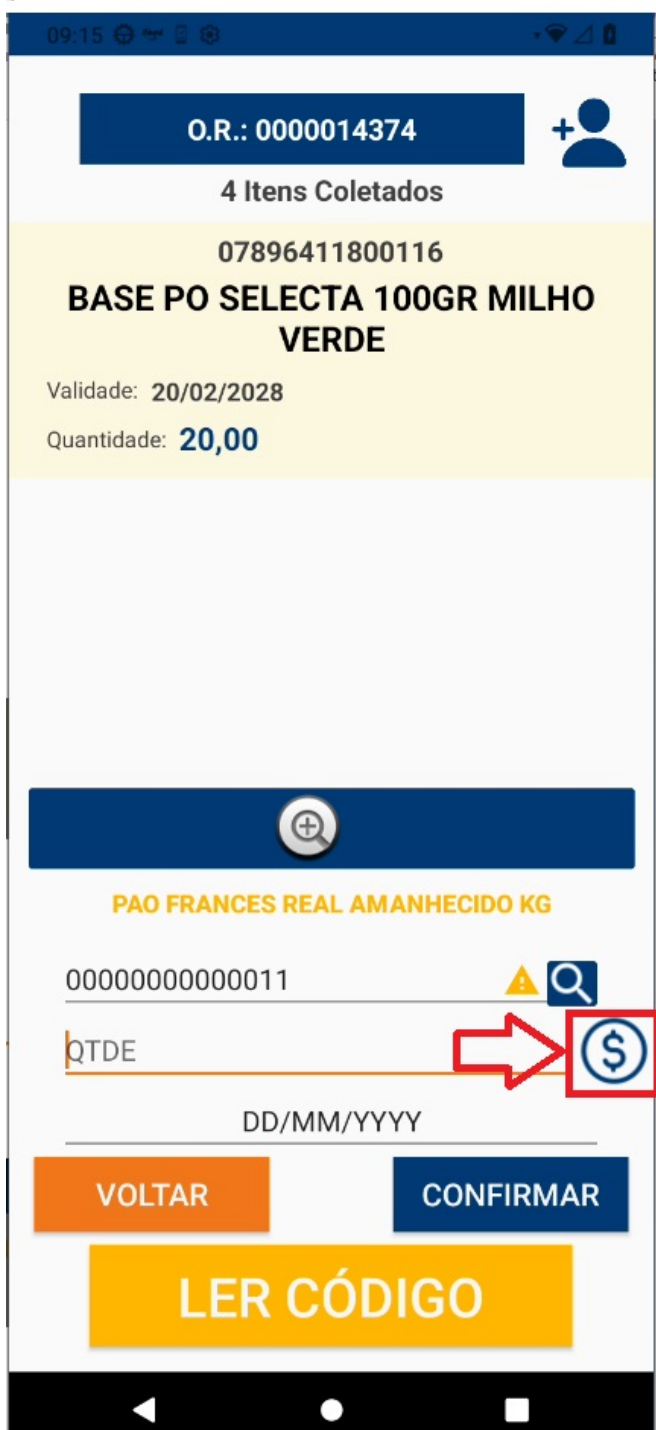 09:15
O.R.: 0000014374
4 Itens Coletados
07896411800116
BASE PO SELECTA 100GR MILHO
VERDE
Validade: 20/02/2028
Quantidade: 20,00
PAO FRANCES REAL AMANHECIDO KG
00000000000011
QTDE
$
DD/MM/YYYY
VOLTAR CONFIRMAR
LER CÓDIGO